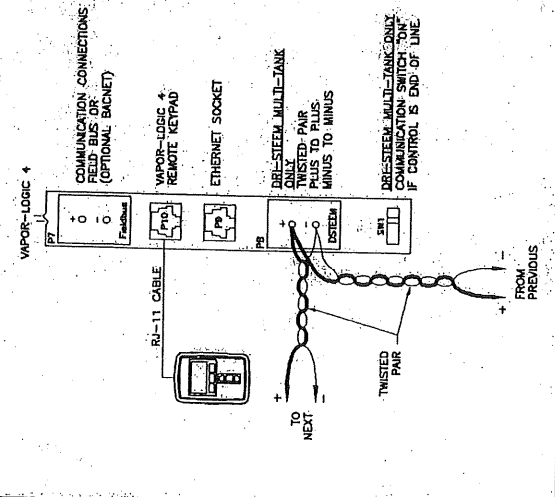 VAPOR-LOGIC 4
P7
+
-
Fieldbus
COMMUNICATION CONNECTIONS
FIELD BUS OR
(OPTIONAL BACNET)
P10
VAPOR-LOGIC 4
REMOTE KEYPAD
RJ-11 CABLE
P9
ETHERNET SOCKET
P8
+
-
DSTEEM
DRI-STEEM MULTI-TANK
ONLY
TWISTED PAIR
PLUS TO PLUS
MINUS TO MINUS
SW1
DRI-STEEM MULTI-TANK ONLY
COMMUNICATION SWITCH "ON"
IF CONTROL IS END OF LINE
+
-
TO
NEXT
TWISTED
PAIR
+
-
FROM
PREVIOUS